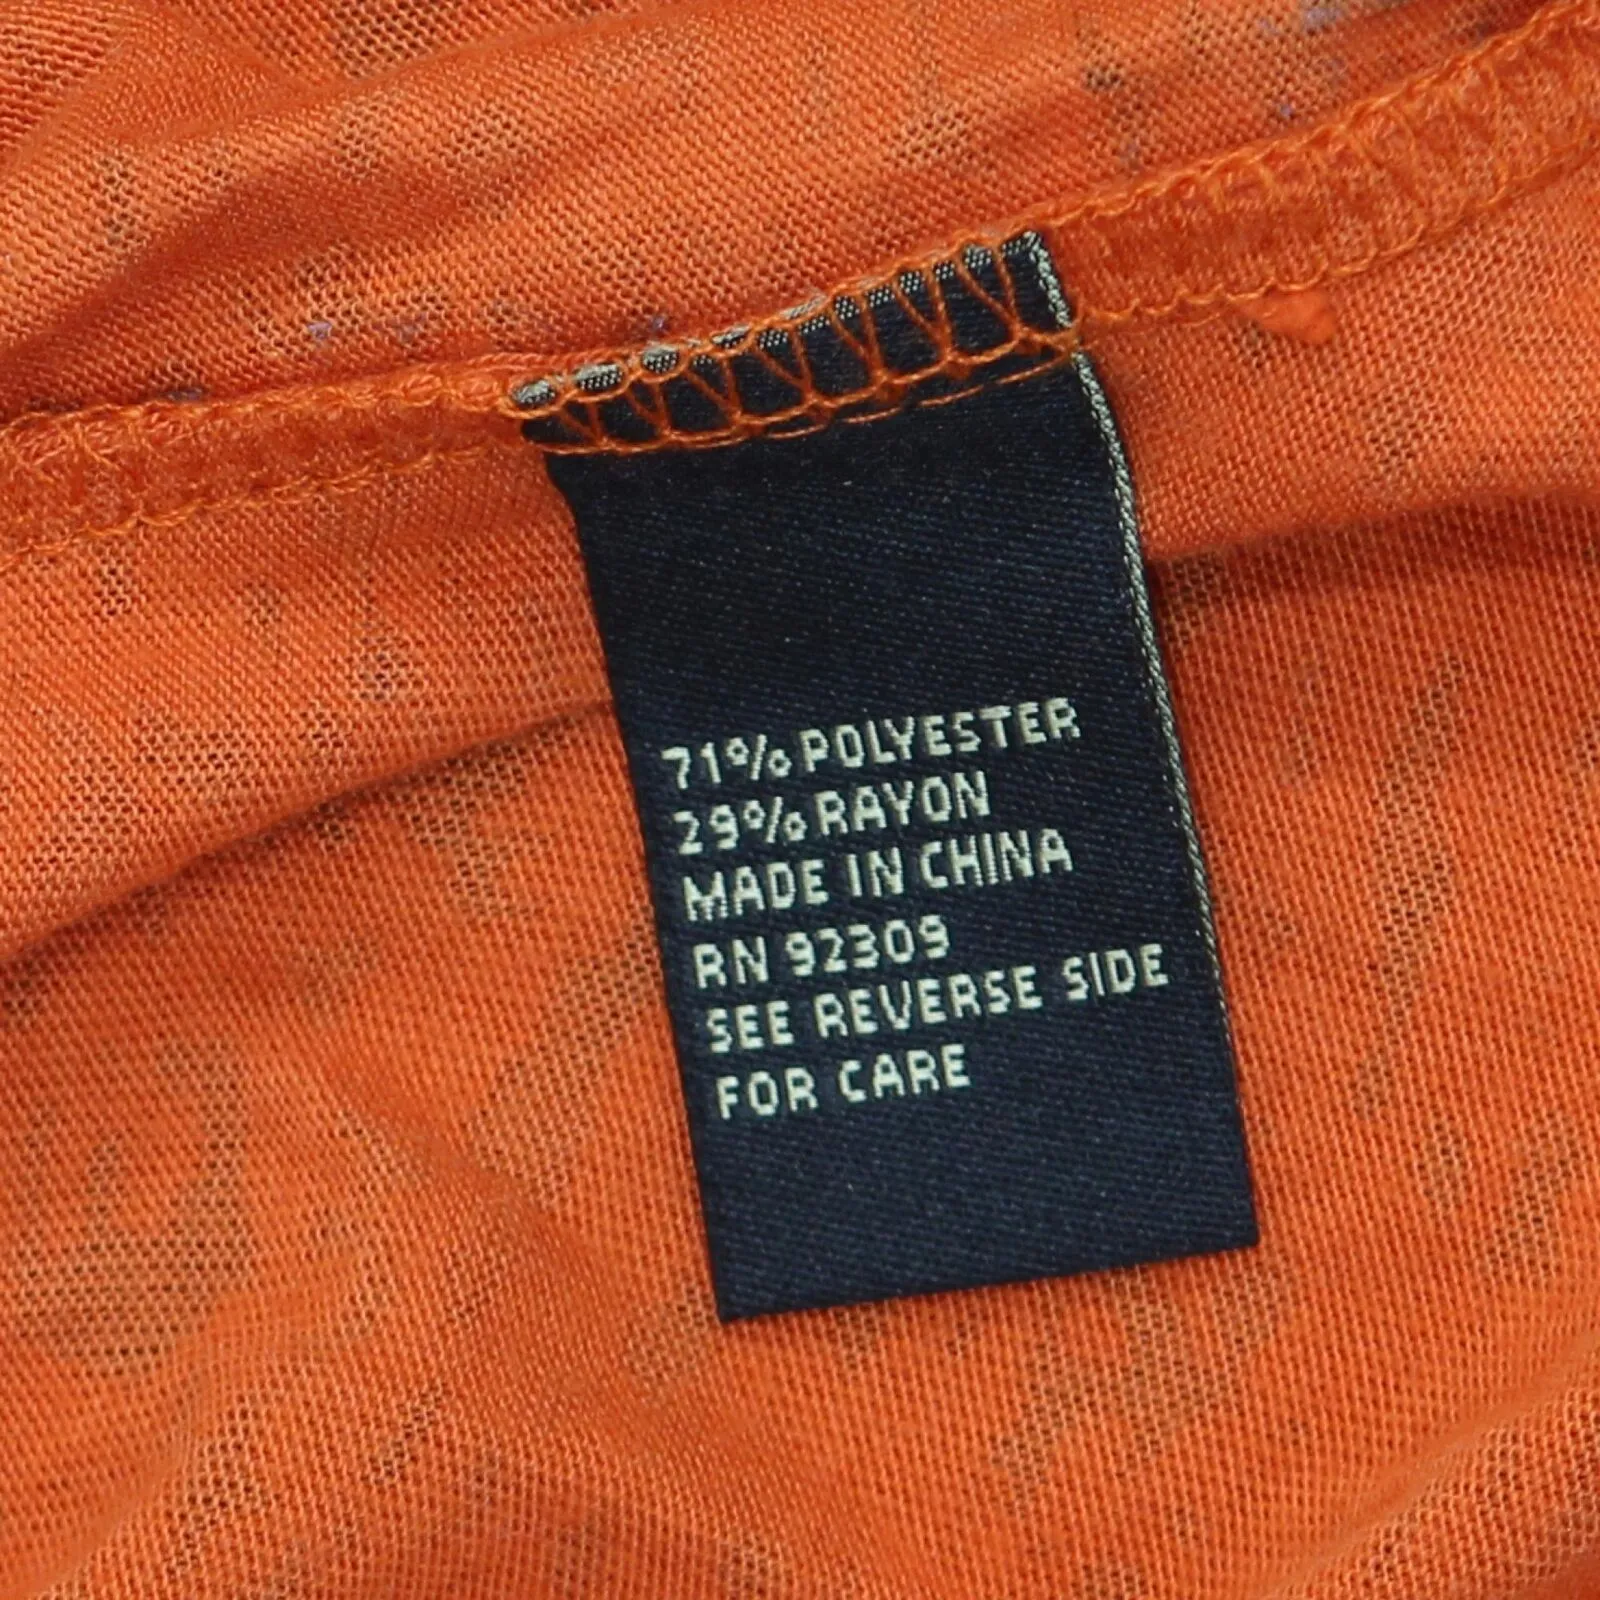 71% POLYESTER
29% RAYON
MADE IN CHINA
RN 92309
SEE REVERSE SIDE
FOR CARE